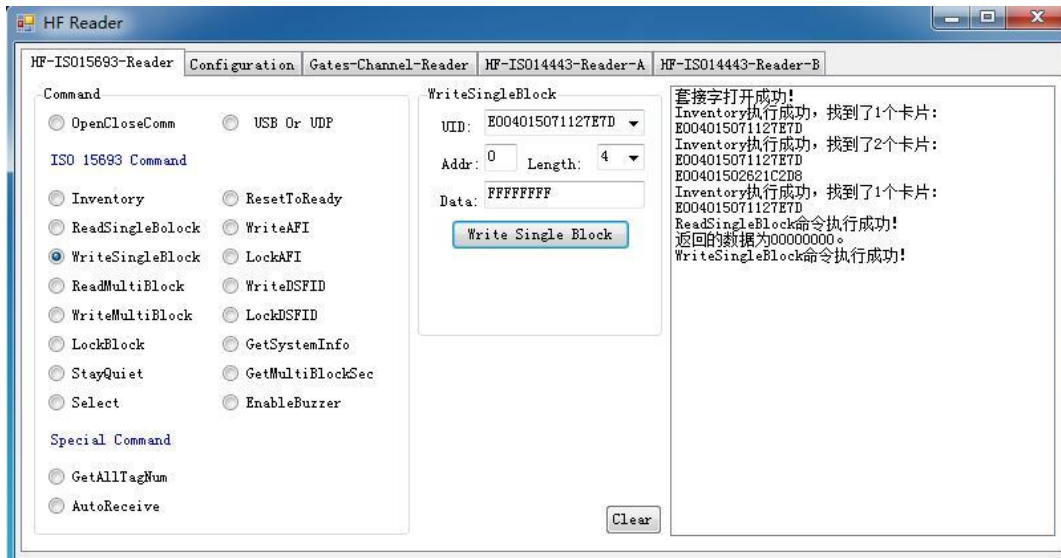 HF Reader
HF-ISO15693-Reader Configuration Gates-Channel-Reader HF-ISO14443-Reader-A HF-ISO14443-Reader-B
Command
OpenCloseComm USB Or UDP
ISO 15693 Command
Inventory ResetToReady
ReadSingleBolock WriteAFI
WriteSingleBlock LockAFI
ReadMultiBlock WriteDSFID
WriteMultiBlock LockDSFID
LockBlock GetSystemInfo
StayQuiet GetMultiBlockSec
Select EnableBuzzer
Special Command
GetAllTagNum
AutoReceive
WriteSingleBlock
UID: E004015071127E7D
Addr: 0 Length: 4
Data: FFFFFFFF
Write Single Block
Clear
套接字打开成功!
Inventory执行成功，找到了1个卡片:
E004015071127E7D
Inventory执行成功，找到了2个卡片:
E004015071127E7D
E00401502621C2D8
Inventory执行成功，找到了1个卡片:
E004015071127E7D
ReadSingleBlock命令执行成功!
返回的数据为00000000。
WriteSingleBlock命令执行成功!